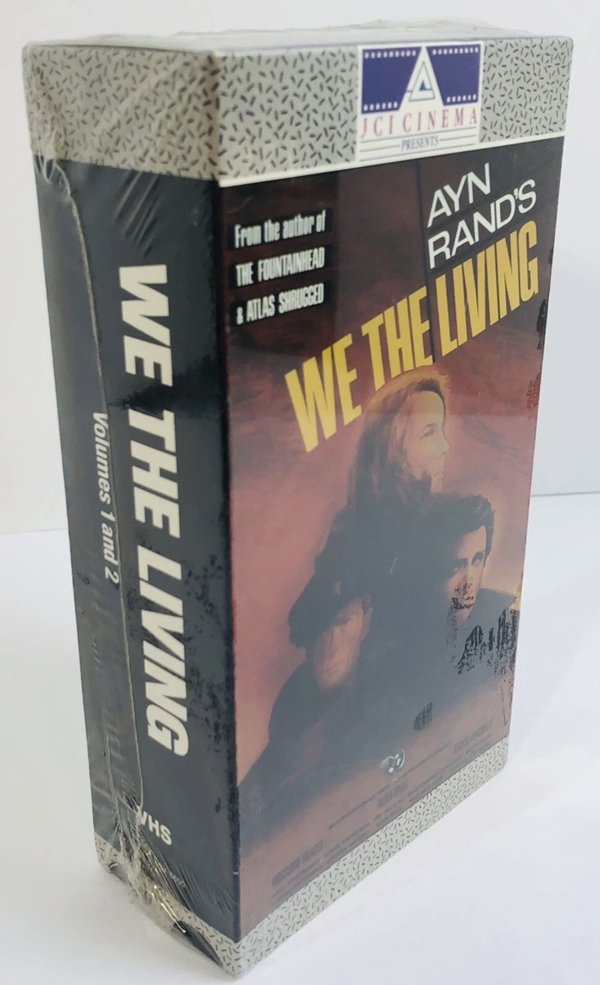 JCI CINEMA
PRESENTS
From the author of
THE FOUNTAINHEAD
& ATLAS SHRUGGED
AYN
RAND'S
WE THE LIVING
WE THE LIVING
Volumes 1 and 2
VHS